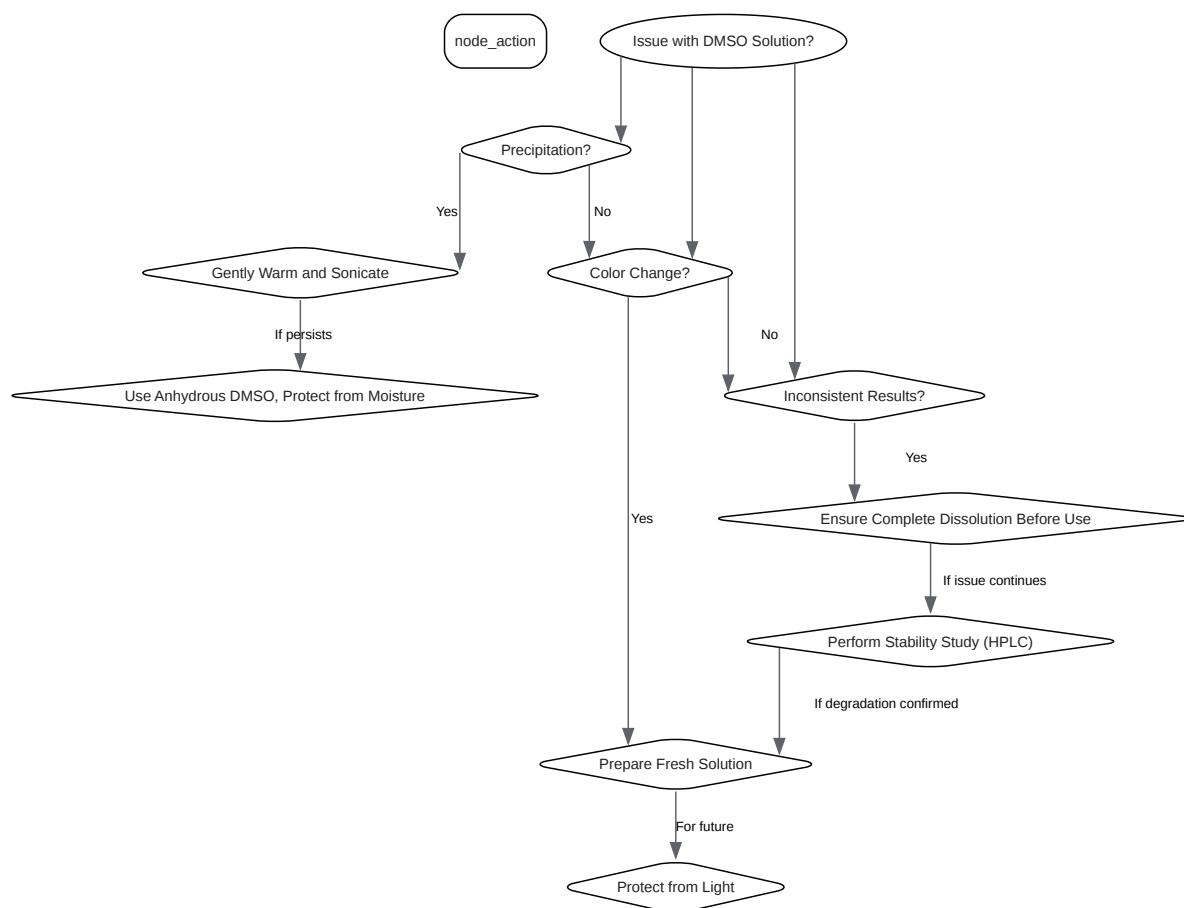 node_action
Issue with DMSO Solution?
Precipitation?
Yes
No
Gently Warm and Sonicate
Color Change?
If persists
No
Use Anhydrous DMSO, Protect from Moisture
Inconsistent Results?
Yes
Yes
Ensure Complete Dissolution Before Use
If issue continues
Perform Stability Study (HPLC)
If degradation confirmed
Prepare Fresh Solution
For future
Protect from Light